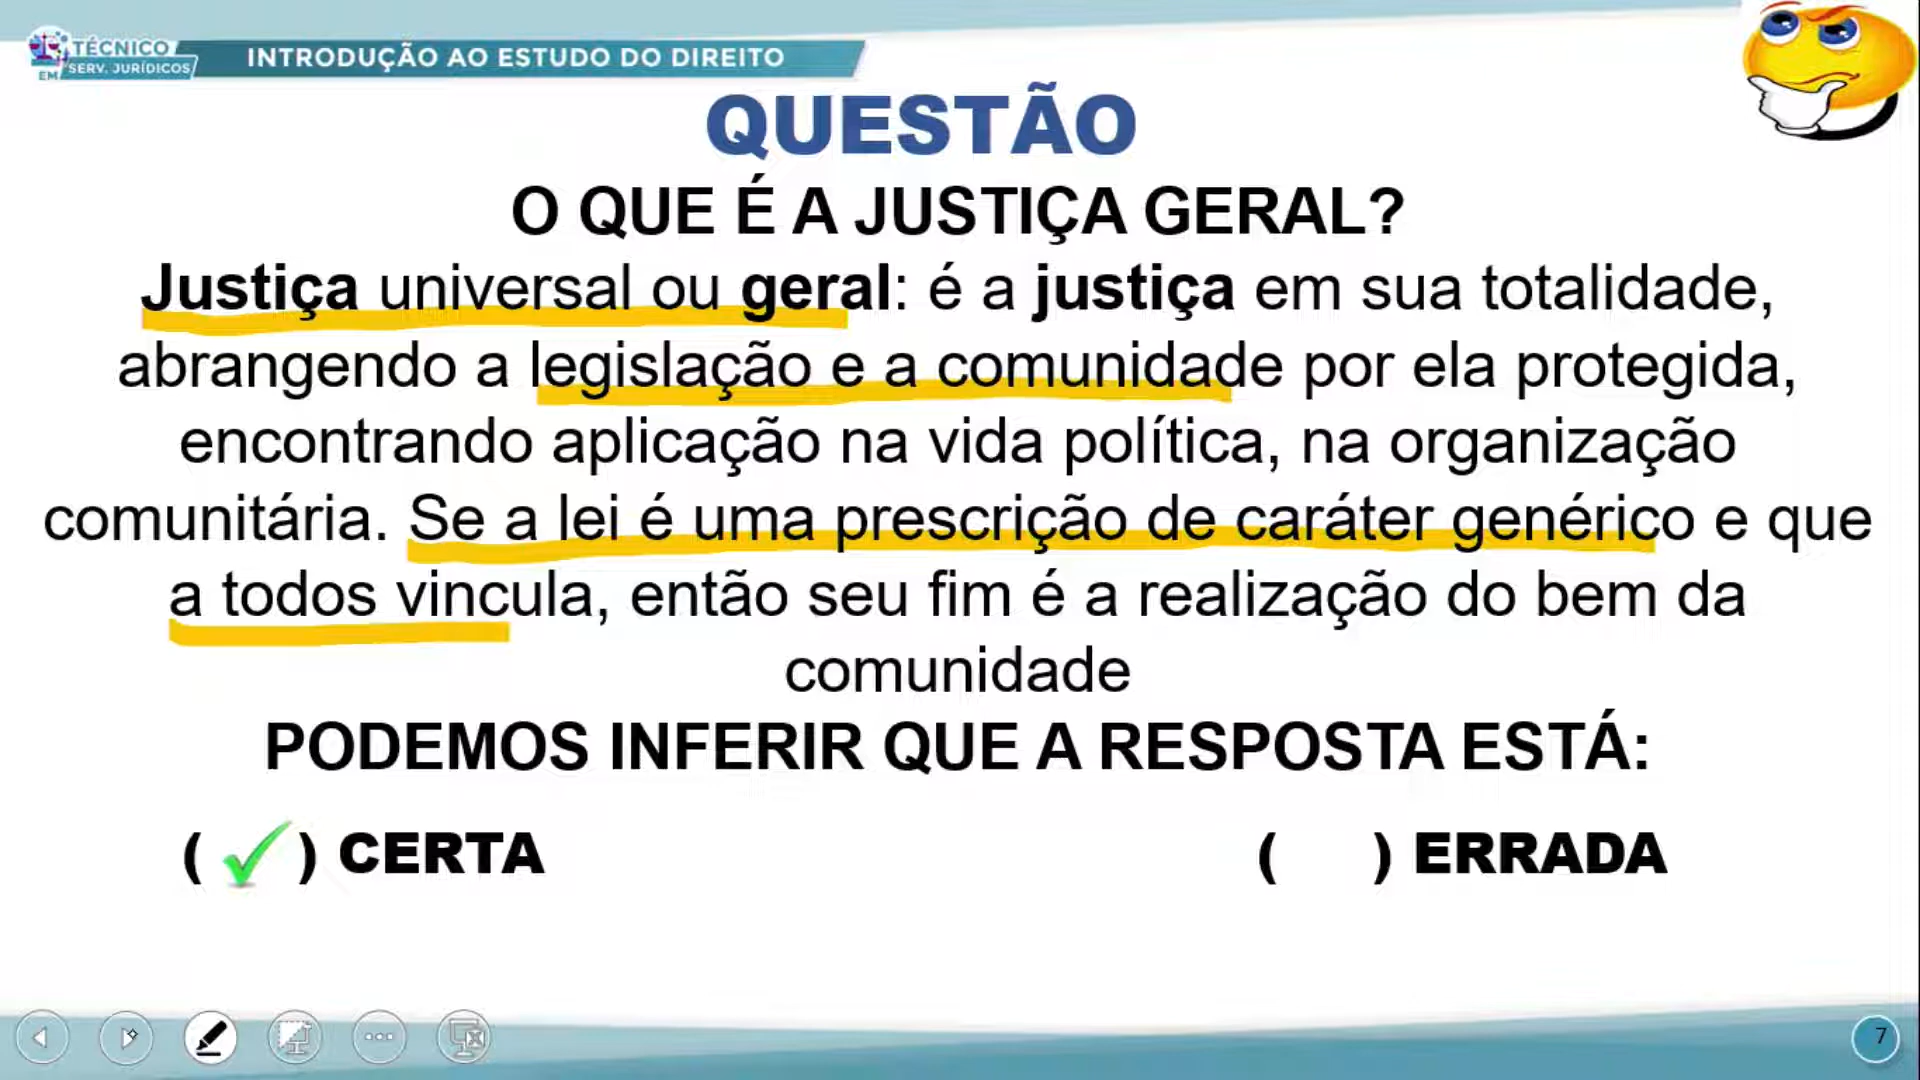 TÉCNICO
EM SERV. JURÍDICOS
INTRODUÇÃO AO ESTUDO DO DIREITO
QUESTÃO
O QUE É A JUSTIÇA GERAL?
Justiça universal ou geral: é a justiça em sua totalidade,
abrangendo a legislação e a comunidade por ela protegida,
encontrando aplicação na vida política, na organização
comunitária. Se a lei é uma prescrição de caráter genérico e que
a todos vincula, então seu fim é a realização do bem da
comunidade
PODEMOS INFERIR QUE A RESPOSTA ESTÁ:
( ✓ ) CERTA ( ) ERRADA
7